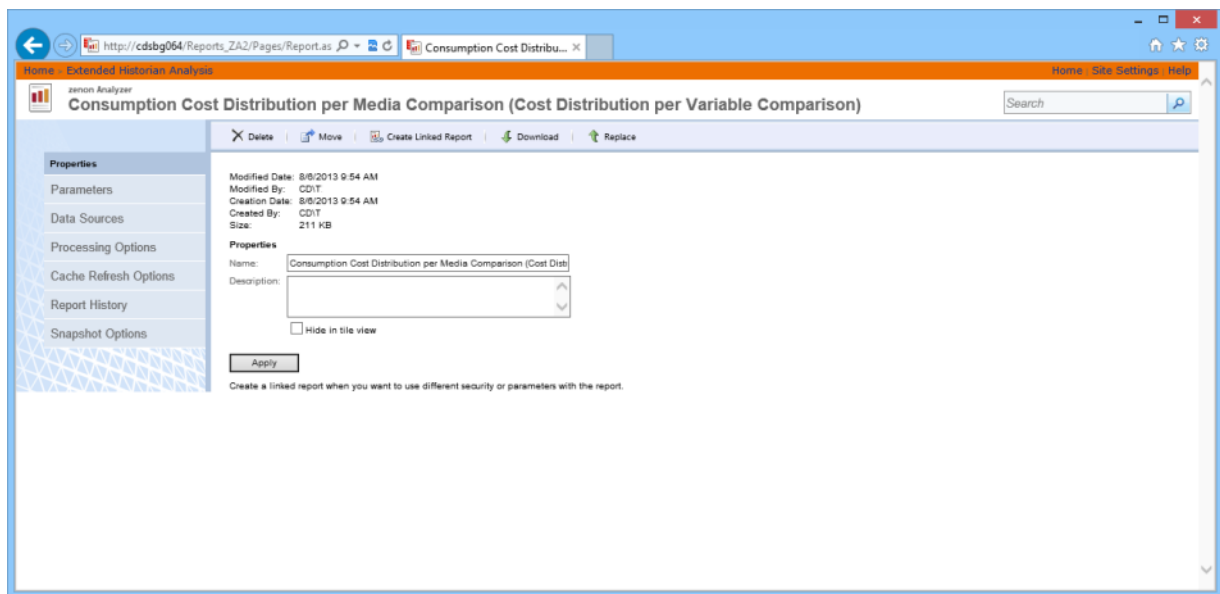 http://cdsbg064/Reports_ZA2/Pages/Report.as
Consumption Cost Distribu...
Home > Extended Historian Analysis
Home | Site Settings | Help
zenon Analyzer
Consumption Cost Distribution per Media Comparison (Cost Distribution per Variable Comparison)
Search
Delete | Move | Create Linked Report | Download | Replace
Properties
Parameters
Data Sources
Processing Options
Cache Refresh Options
Report History
Snapshot Options
Modified Date: 8/6/2013 9:54 AM
Modified By: CD\T
Creation Date: 8/6/2013 9:54 AM
Created By: CD\T
Size: 211 KB
Properties
Name: Consumption Cost Distribution per Media Comparison (Cost Distr
Description:
Hide in tile view
Apply
Create a linked report when you want to use different security or parameters with the report.